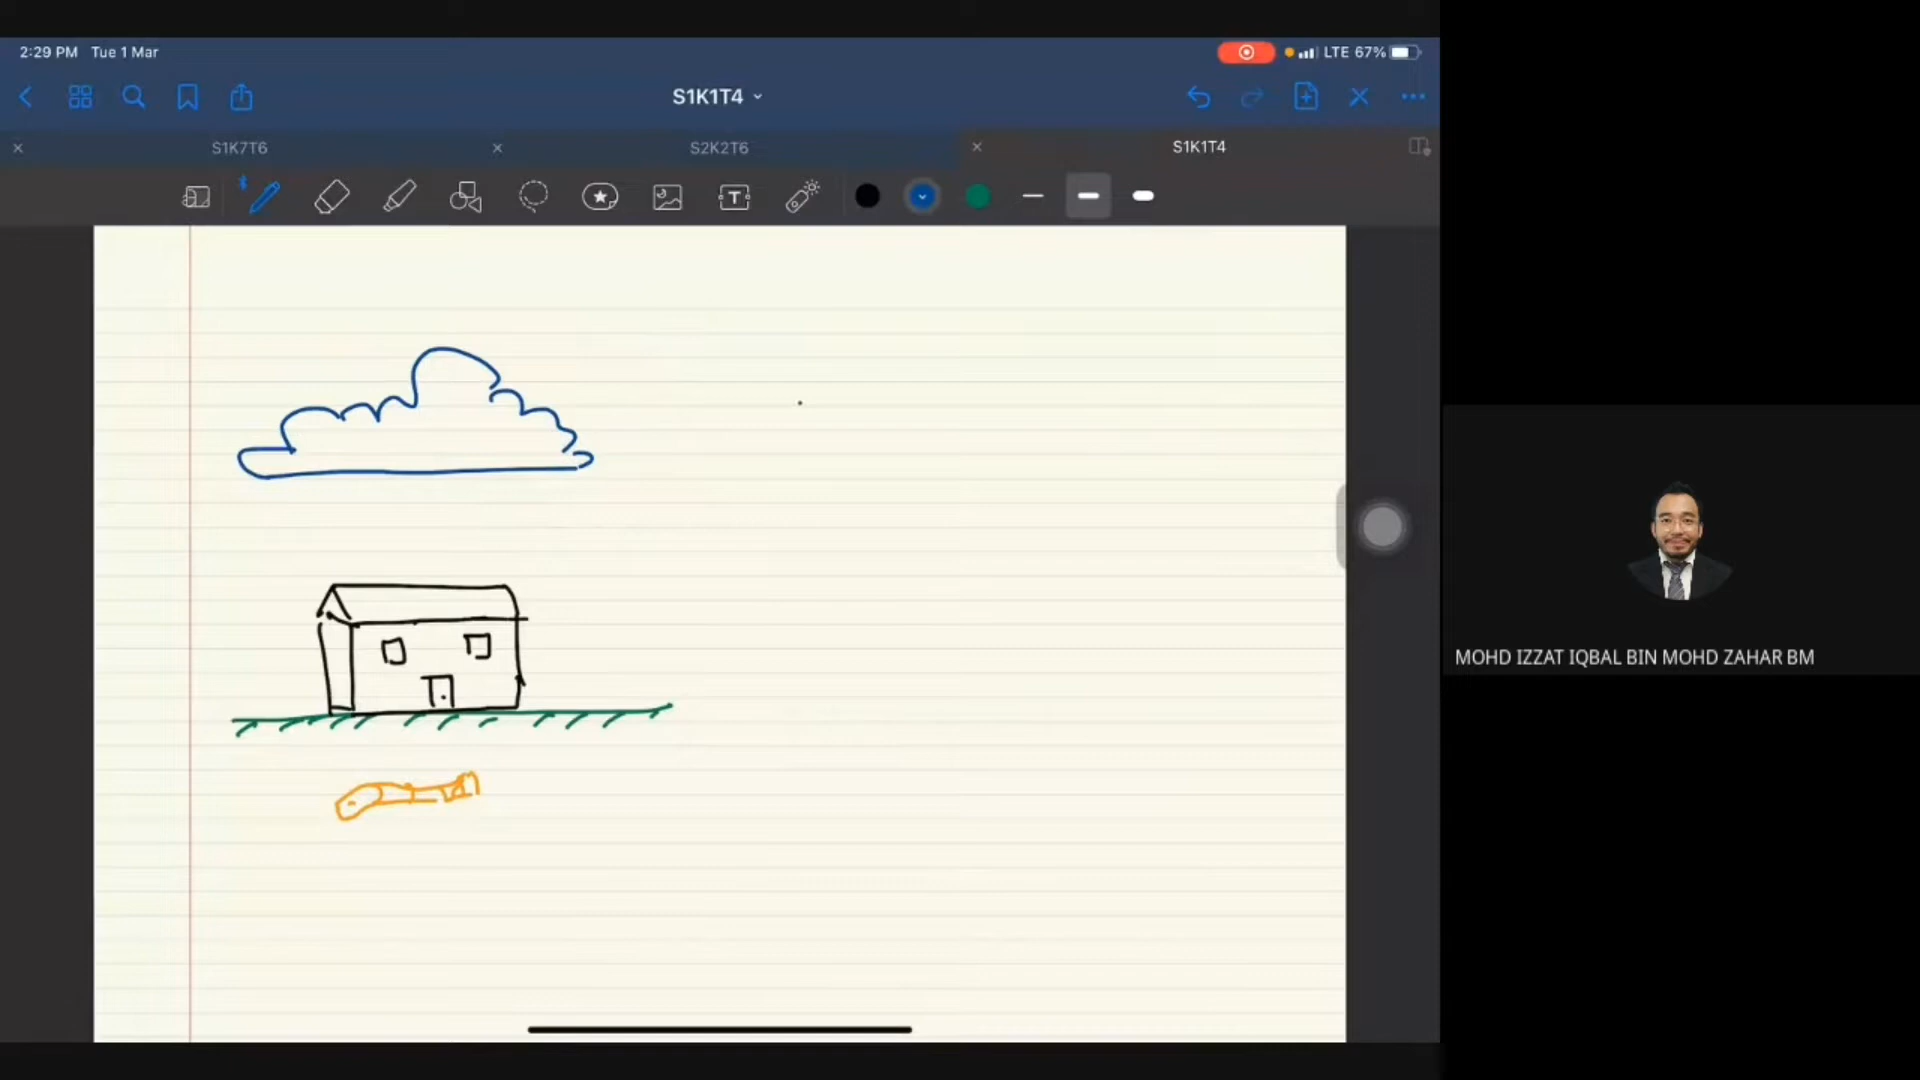 2:29 PM Tue 1 Mar
LTE 67%
S1K1T4
S1K7T6
S2K2T6
S1K1T4
T
MOHD IZZAT IQBAL BIN MOHD ZAHAR BM